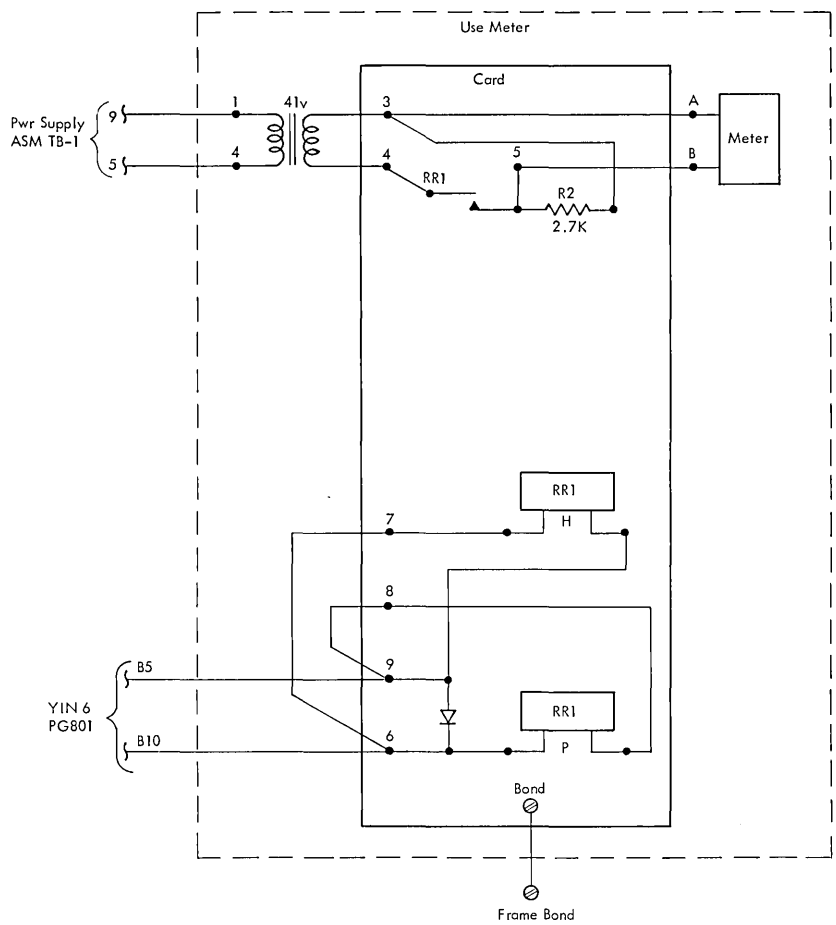 Use Meter
Card
Pwr Supply
ASM TB-1
9
5
1
4
41v
3
4
RR1
5
R2
2.7K
A
B
Meter
RR1
H
7
8
9
6
B5
YIN 6
PG801
B10
RR1
P
Bond
Frame Bond